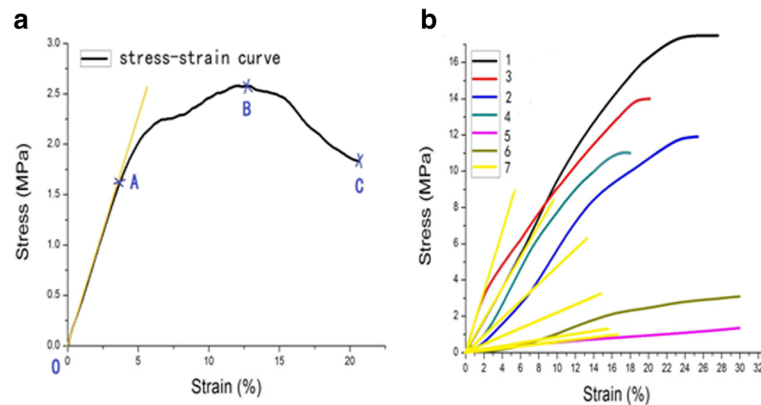 a
3.0
2.5
2.0
1.5
1.0
0.5
0.0
Stress (MPa)
stress-strain curve
A
B
C
O
0 5 10 15 20
Strain (%)
b
16
14
12
10
8
6
4
2
0
Stress (MPa)
1
3
2
4
5
6
7
0 2 4 6 8 10 12 14 16 18 20 22 24 26 28 30 32
Strain (%)